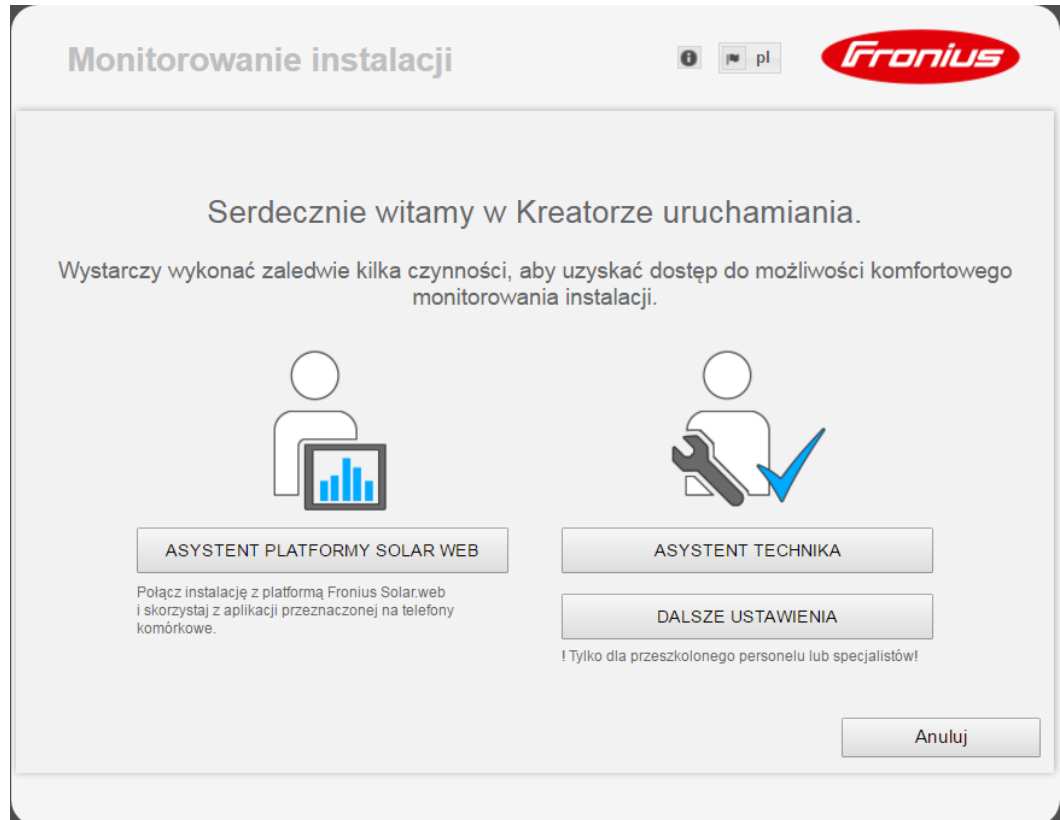 Monitorowanie instalacji
pl
Fronius
Serdecznie witamy w Kreatorze uruchamiania.
Wystarczy wykonać zaledwie kilka czynności, aby uzyskać dostęp do możliwości komfortowego
monitorowania instalacji.
ASYSTENT PLATFORMY SOLAR WEB
Połącz instalację z platformą Fronius Solar.web
i skorzystaj z aplikacji przeznaczonej na telefony
komórkowe.
ASYSTENT TECHNIKA
DALSZE USTAWIENIA
! Tylko dla przeszkolonego personelu lub specjalistów!
Anuluj